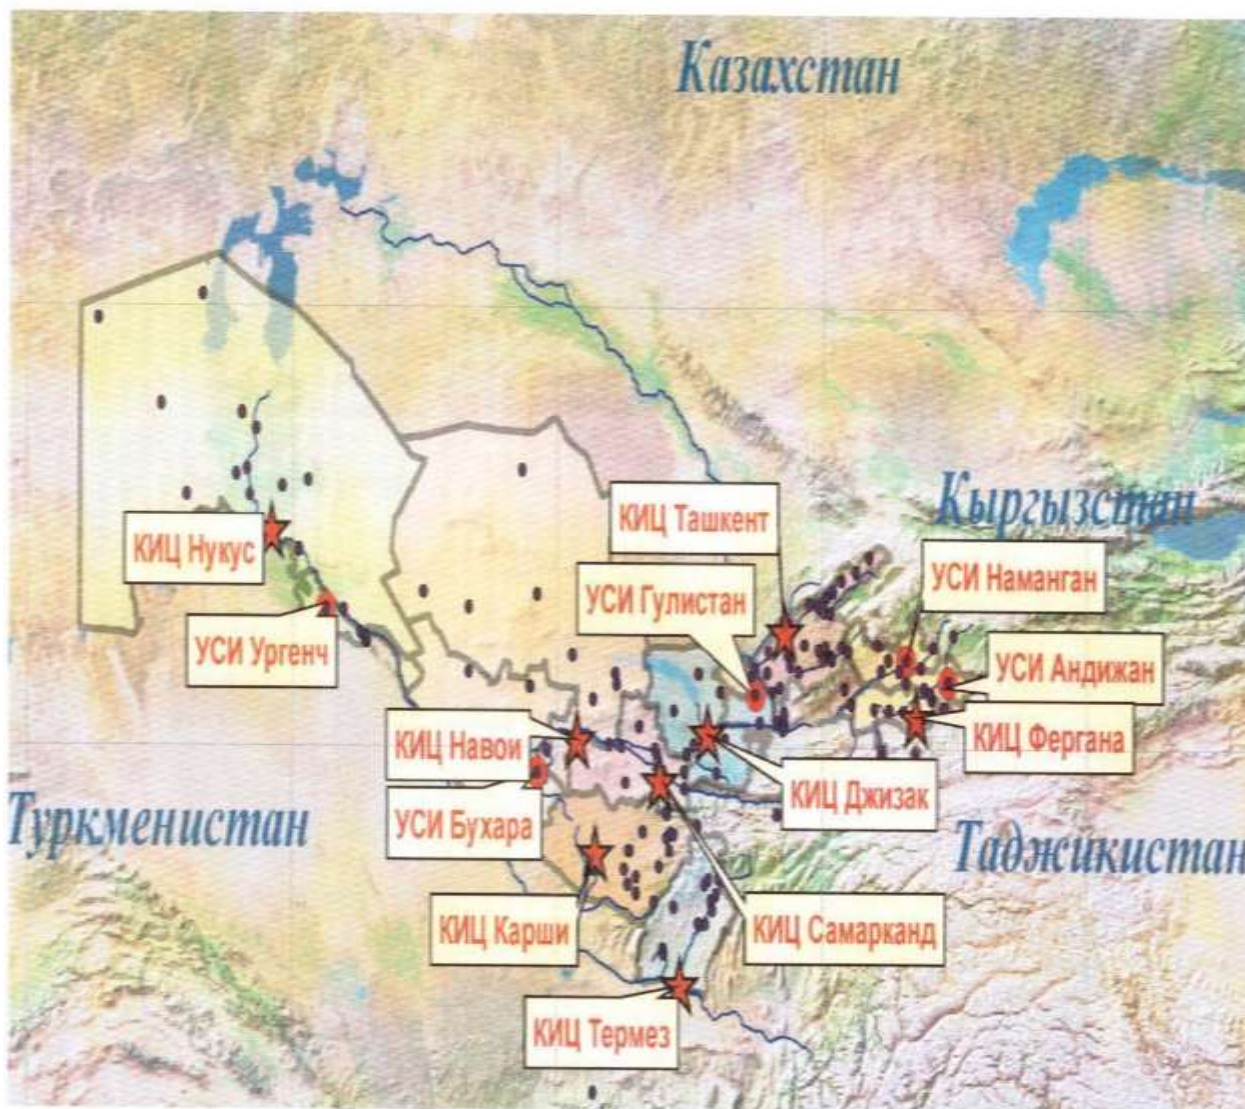 Казахстан
Кыргызстан
КИЦ Ташкент
КИЦ Нукус
УСИ Гулистан
УСИ Наманган
УСИ Ургенч
УСИ Андижан
КИЦ Навои
КИЦ Фергана
КИЦ Джизак
УСИ Бухара
Туркменистан
Таджикистан
КИЦ Карши
КИЦ Самарканд
КИЦ Термез